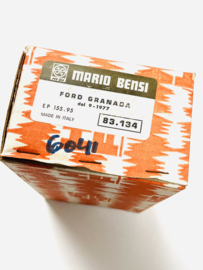 MARIO BENSI
FORD GRANADA
dal 9-1977
EP 155.95
83.134
MADE IN ITALY
6041